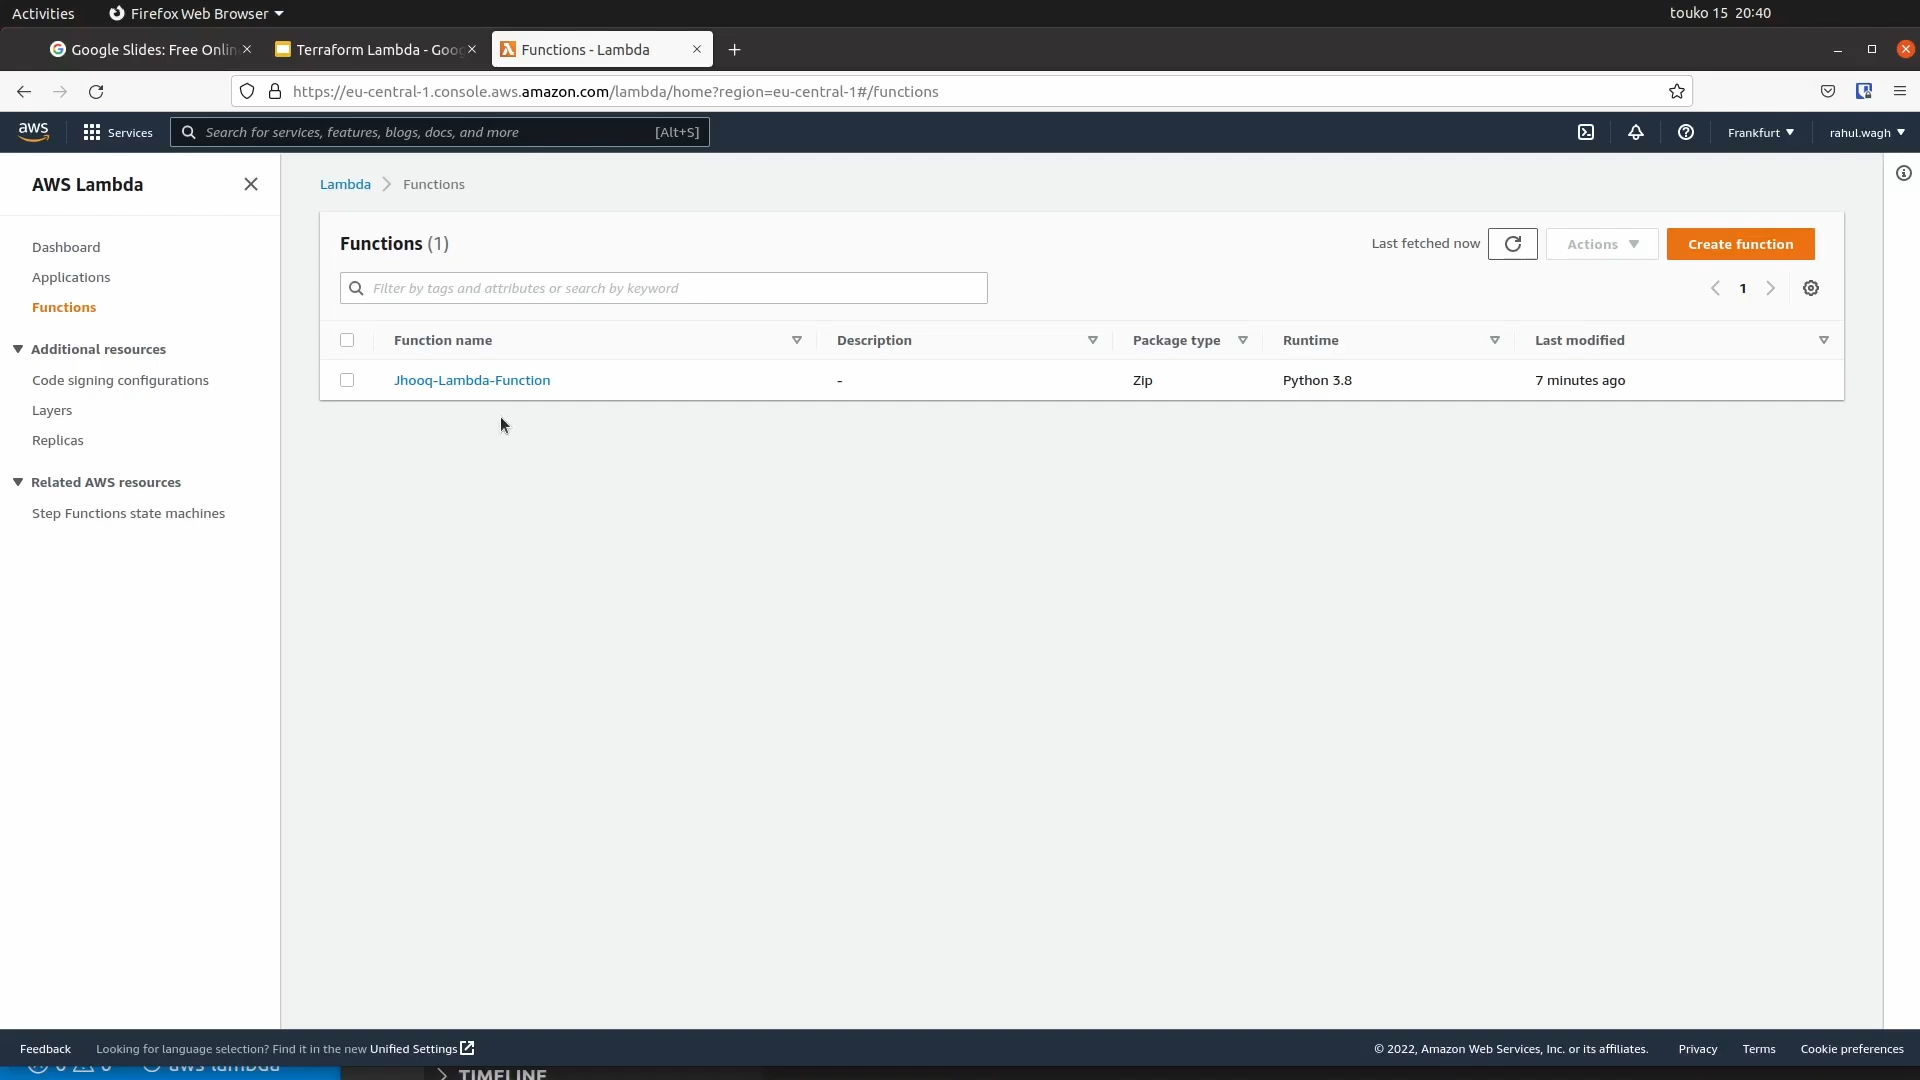 Activities Firefox Web Browser touko 15 20:40
Google Slides: Free Onlin Terraform Lambda - Goog Functions - Lambda
https://eu-central-1.console.aws.amazon.com/lambda/home?region=eu-central-1#/functions
aws Services Search for services, features, blogs, docs, and more [Alt+S] Frankfurt rahul.wagh
AWS Lambda
Dashboard
Applications
Functions
Additional resources
Code signing configurations
Layers
Replicas
Related AWS resources
Step Functions state machines
Lambda Functions
Functions (1) Last fetched now Actions Create function
Filter by tags and attributes or search by keyword 1
Function name Description Package type Runtime Last modified
Jhooq-Lambda-Function - Zip Python 3.8 7 minutes ago
Feedback Looking for language selection? Find it in the new Unified Settings © 2022, Amazon Web Services, Inc. or its affiliates. Privacy Terms Cookie preferences
aws-lambda TIMELINE